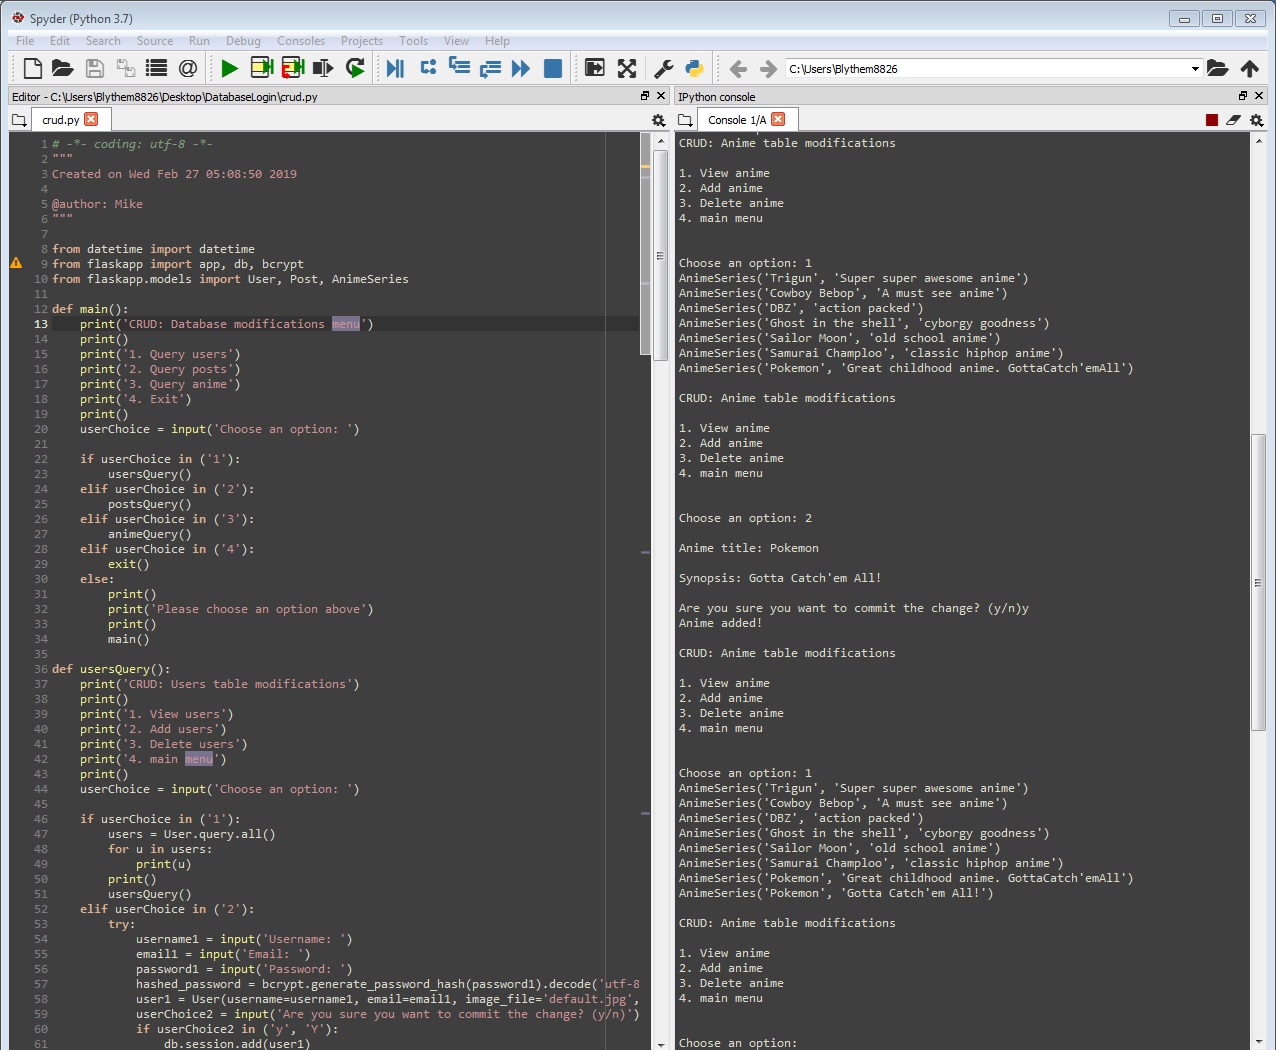 Spyder (Python 3.7)
File Edit Search Source Run Debug Consoles Projects Tools View Help
C:\Users\Blythem8826
Editor - C:\Users\Blythem8826\Desktop\DatabaseLogin\crud.py
crud.py
1 # -*- coding: utf-8 -*-
2 """
3 Created on Wed Feb 27 05:08:50 2019
4
5 @author: Mike
6 """
7
8 from datetime import datetime
9 from flaskapp import app, db, bcrypt
10 from flaskapp.models import User, Post, AnimeSeries
11
12 def main():
13     print('CRUD: Database modifications menu')
14     print()
15     print('1. Query users')
16     print('2. Query posts')
17     print('3. Query anime')
18     print('4. Exit')
19     print()
20     userChoice = input('Choose an option: ')
21
22     if userChoice in ('1'):
23         usersQuery()
24     elif userChoice in ('2'):
25         postsQuery()
26     elif userChoice in ('3'):
27         animeQuery()
28     elif userChoice in ('4'):
29         exit()
30     else:
31         print()
32         print('Please choose an option above')
33         print()
34         main()
35
36 def usersQuery():
37     print('CRUD: Users table modifications')
38     print()
39     print('1. View users')
40     print('2. Add users')
41     print('3. Delete users')
42     print('4. main menu')
43     print()
44     userChoice = input('Choose an option: ')
45
46     if userChoice in ('1'):
47         users = User.query.all()
48         for u in users:
49             print(u)
50         print()
51         usersQuery()
52     elif userChoice in ('2'):
53         try:
54             username1 = input('Username: ')
55             email1 = input('Email: ')
56             password1 = input('Password: ')
57             hashed_password = bcrypt.generate_password_hash(password1).decode('utf-8
58             user1 = User(username=username1, email=email1, image_file='default.jpg',
59             userChoice2 = input('Are you sure you want to commit the change? (y/n)')
60             if userChoice2 in ('y', 'Y'):
61                 db.session.add(user1)
IPython console
Console 1/A
CRUD: Anime table modifications
1. View anime
2. Add anime
3. Delete anime
4. main menu
Choose an option: 1
AnimeSeries('Trigun', 'Super super awesome anime')
AnimeSeries('Cowboy Bebop', 'A must see anime')
AnimeSeries('DBZ', 'action packed')
AnimeSeries('Ghost in the shell', 'cyborgy goodness')
AnimeSeries('Sailor Moon', 'old school anime')
AnimeSeries('Samurai Champloo', 'classic hiphop anime')
AnimeSeries('Pokemon', 'Great childhood anime. GottaCatch'emAll')
CRUD: Anime table modifications
1. View anime
2. Add anime
3. Delete anime
4. main menu
Choose an option: 2
Anime title: Pokemon
Synopsis: Gotta Catch'em All!
Are you sure you want to commit the change? (y/n)y
Anime added!
CRUD: Anime table modifications
1. View anime
2. Add anime
3. Delete anime
4. main menu
Choose an option: 1
AnimeSeries('Trigun', 'Super super awesome anime')
AnimeSeries('Cowboy Bebop', 'A must see anime')
AnimeSeries('DBZ', 'action packed')
AnimeSeries('Ghost in the shell', 'cyborgy goodness')
AnimeSeries('Sailor Moon', 'old school anime')
AnimeSeries('Samurai Champloo', 'classic hiphop anime')
AnimeSeries('Pokemon', 'Great childhood anime. GottaCatch'emAll')
AnimeSeries('Pokemon', 'Gotta Catch'em All!')
CRUD: Anime table modifications
1. View anime
2. Add anime
3. Delete anime
4. main menu
Choose an option: